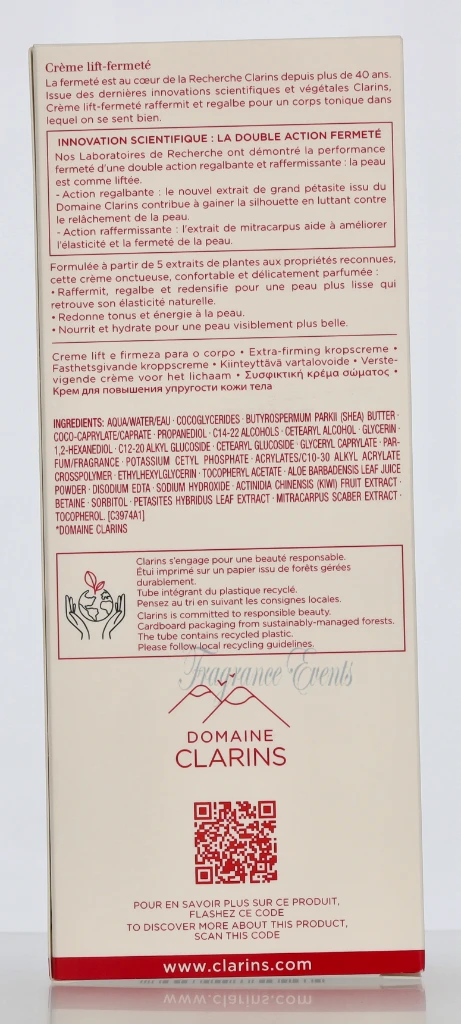 Crème lift-fermeté
La fermeté est au cœur de la Recherche Clarins depuis plus de 40 ans.
Issue des dernières innovations scientifiques et végétales Clarins,
Crème lift-fermeté raffermit et regalbe pour un corps tonique dans
lequel on se sent bien.
INNOVATION SCIENTIFIQUE : LA DOUBLE ACTION FERMETÉ
Nos Laboratoires de Recherche ont démontré la performance
fermeté d'une double action regalbante et raffermissante : la peau
est comme liftée.
- Action regalbante : le nouvel extrait de grand pétasite issu du
Domaine Clarins contribue à gainer la silhouette en luttant contre
le relâchement de la peau.
- Action raffermissante : l'extrait de mitracarpus aide à améliorer
l'élasticité et la fermeté de la peau.
Formulée à partir de 5 extraits de plantes aux propriétés reconnues,
cette crème onctueuse, confortable et délicatement parfumée :
• Raffermit, regalbe et redensifie pour une peau plus lisse qui
retrouve son élasticité naturelle.
• Redonne tonus et énergie à la peau.
• Nourrit et hydrate pour une peau visiblement plus belle.
Creme lift e firmeza para o corpo • Extra-firming kropscreme •
Fasthetsgivande kroppscreme • Kiinteyttävä vartalovoide • Verste-
vigende crème voor het lichaam • Συσφικτική κρέμα σώματος •
Крем для повышения упругости кожи тела
INGREDIENTS: AQUA/WATER/EAU · COCOGLYCERIDES · BUTYROSPERMUM PARKII (SHEA) BUTTER ·
COCO-CAPRYLATE/CAPRATE · PROPANEDIOL · C14-22 ALCOHOLS · CETEARYL ALCOHOL · GLYCERIN ·
1,2-HEXANEDIOL · C12-20 ALKYL GLUCOSIDE · CETEARYL GLUCOSIDE · GLYCERYL CAPRYLATE · PAR-
FUM/FRAGRANCE · POTASSIUM CETYL PHOSPHATE · ACRYLATES/C10-30 ALKYL ACRYLATE
CROSSPOLYMER · ETHYLHEXYLGLYCERIN · TOCOPHERYL ACETATE · ALOE BARBADENSIS LEAF JUICE
POWDER · DISODIUM EDTA · SODIUM HYDROXIDE · ACTINIDIA CHINENSIS (KIWI) FRUIT EXTRACT ·
BETAINE · SORBITOL · PETASITES HYBRIDUS LEAF EXTRACT · MITRACARPUS SCABER EXTRACT ·
TOCOPHEROL. [C3974A1]
*DOMAINE CLARINS
Clarins s'engage pour une beauté responsable.
Étui imprimé sur un papier issu de forêts gérées
durablement.
Tube intégrant du plastique recyclé.
Pensez au tri en suivant les consignes locales.
Clarins is committed to responsible beauty.
Cardboard packaging from sustainably-managed forests.
The tube contains recycled plastic.
Please follow local recycling guidelines.
Fragrance Events
DOMAINE
CLARINS
POUR EN SAVOIR PLUS SUR CE PRODUIT,
FLASHEZ CE CODE
TO DISCOVER MORE ABOUT THIS PRODUCT,
SCAN THIS CODE
www.clarins.com